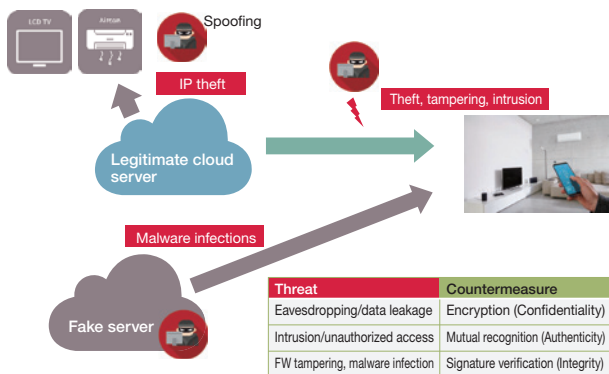 LCD TV
Aircon
Spoofing
IP theft
Theft, tampering, intrusion
Legitimate cloud
server
Malware infections
Fake server
Threat Countermeasure
Eavesdropping/data leakage Encryption (Confidentiality)
Intrusion/unauthorized access Mutual recognition (Authenticity)
FW tampering, malware infection Signature verification (Integrity)